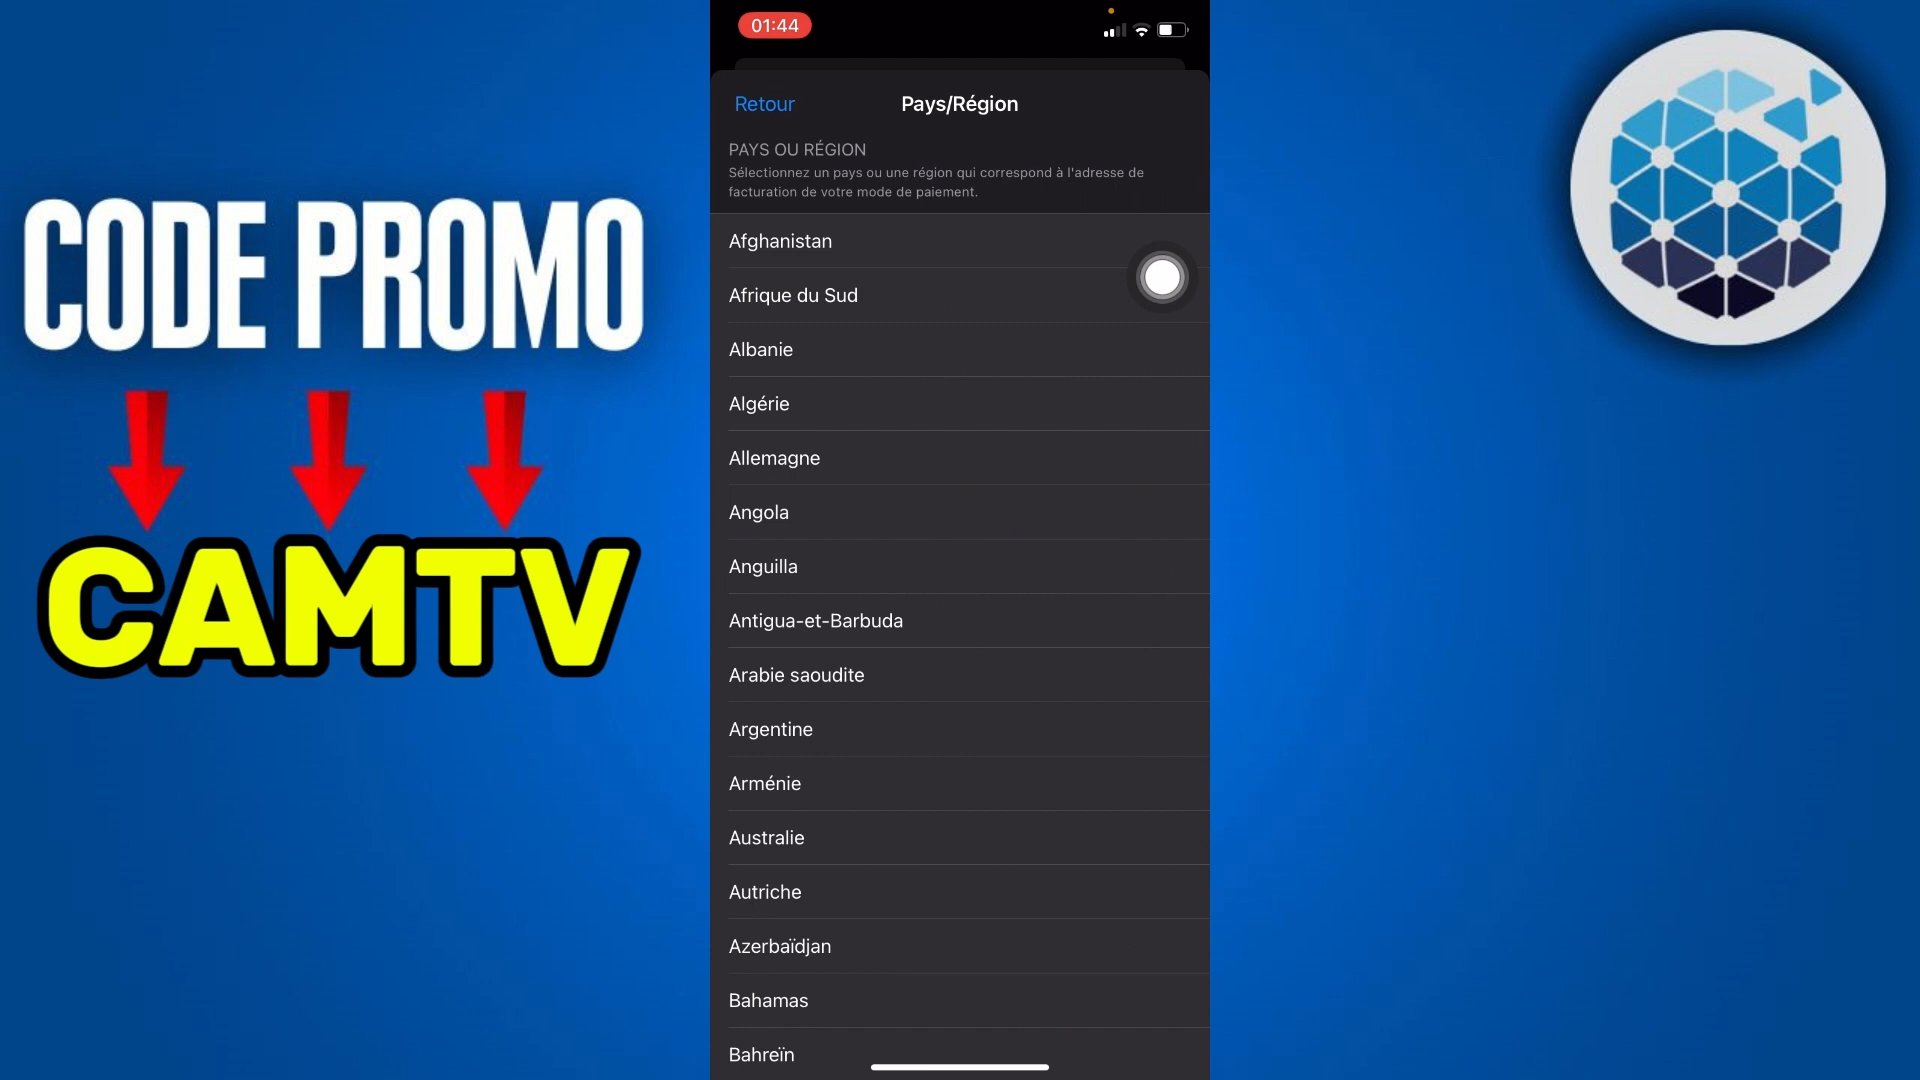 CODE PROMO
CAMTV
01:44
Retour
Pays/Région
PAYS OU RÉGION
Sélectionnez un pays ou une région qui correspond à l'adresse de
facturation de votre mode de paiement.
Afghanistan
Afrique du Sud
Albanie
Algérie
Allemagne
Angola
Anguilla
Antigua-et-Barbuda
Arabie saoudite
Argentine
Arménie
Australie
Autriche
Azerbaïdjan
Bahamas
Bahreïn